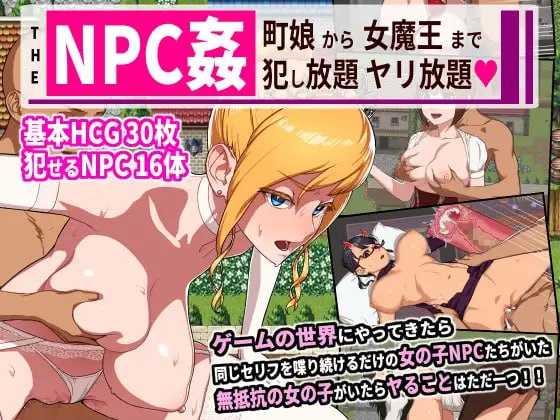 THE
NPC姦
町娘 から 女魔王 まで
犯し放題 ヤリ放題♥
基本HCG 30枚
犯せるNPC 16体
ゲームの世界にやってきたら
同じセリフを喋り続けるだけの女の子NPCたちがいた
無抵抗の女の子がいたらヤることはただ一つ！！